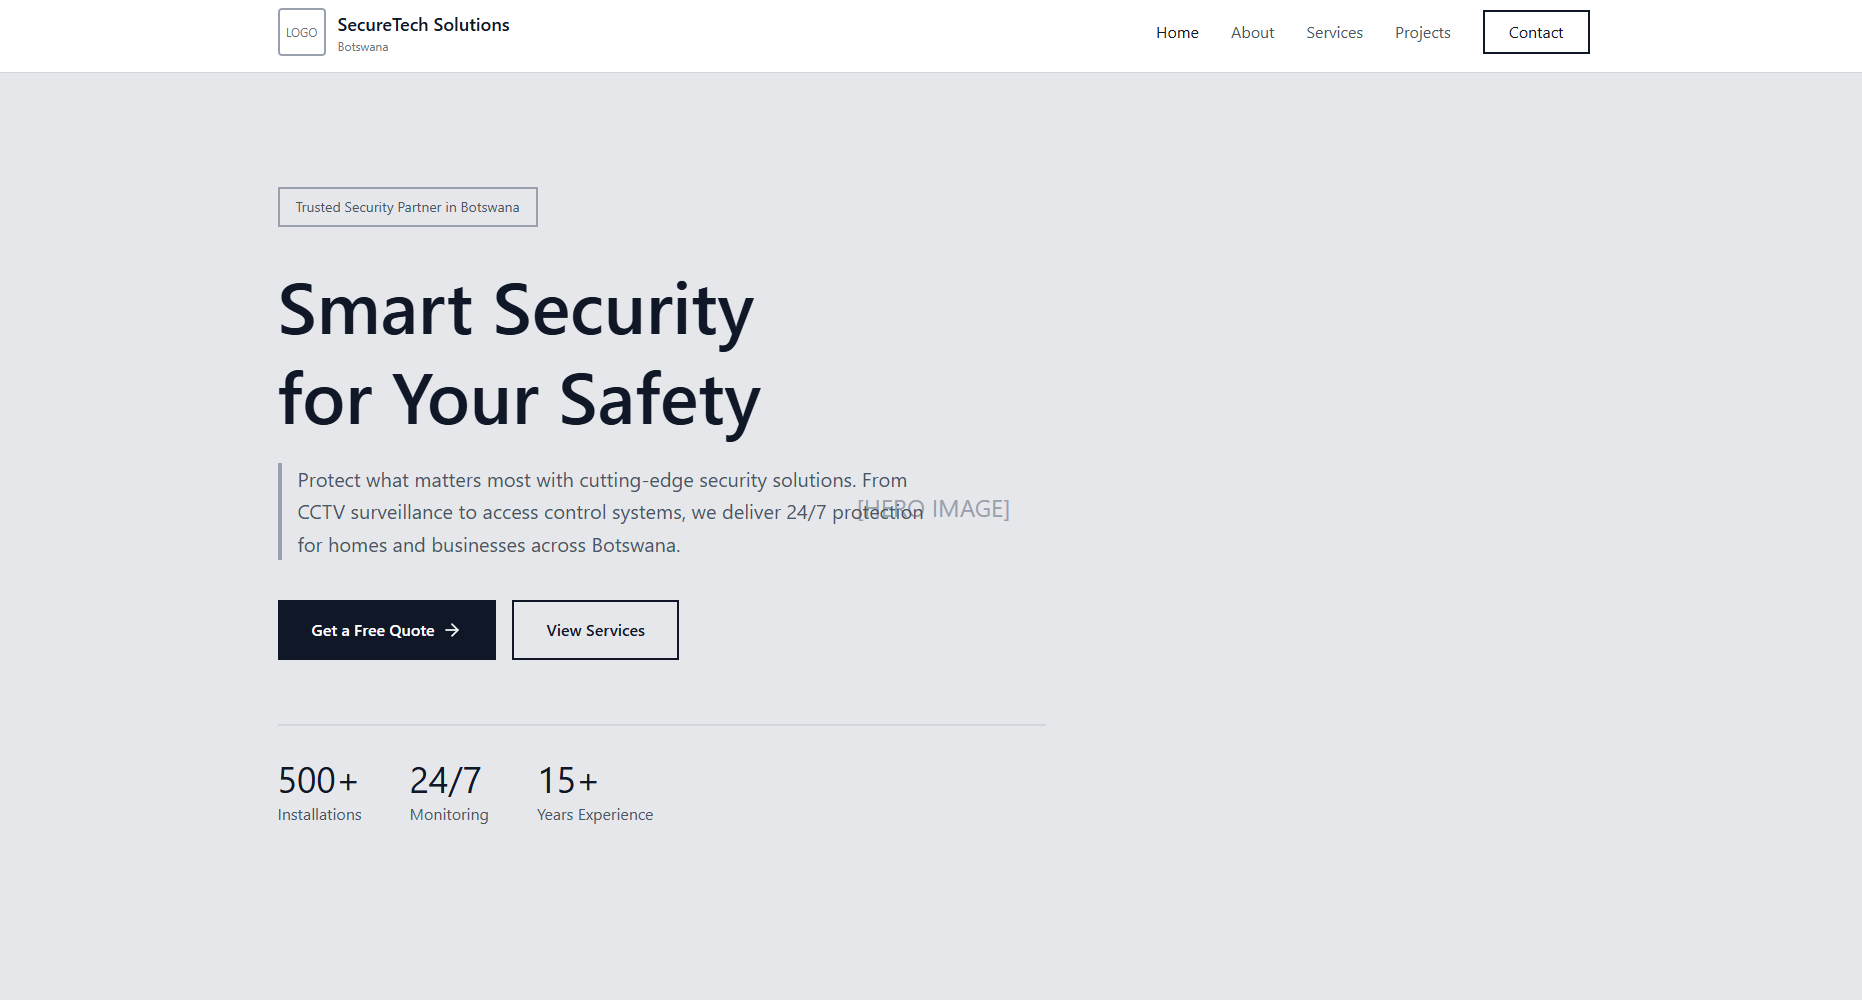 LOGO
SecureTech Solutions
Botswana
Home
About
Services
Projects
Contact
Trusted Security Partner in Botswana
Smart Security
for Your Safety
Protect what matters most with cutting-edge security solutions. From
CCTV surveillance to access control systems, we deliver 24/7 protection
for homes and businesses across Botswana.
[HERO IMAGE]
Get a Free Quote →
View Services
500+
Installations
24/7
Monitoring
15+
Years Experience